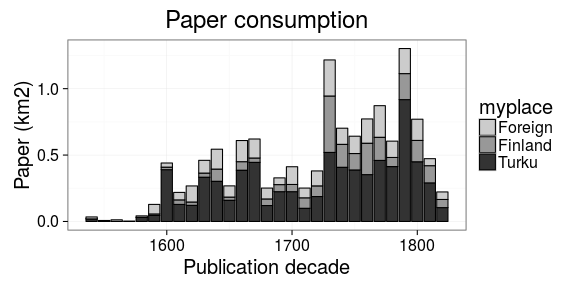 Paper consumption
Paper (km2)
1.0
0.5
0.0
1600 1700 1800
Publication decade
myplace
Foreign
Finland
Turku